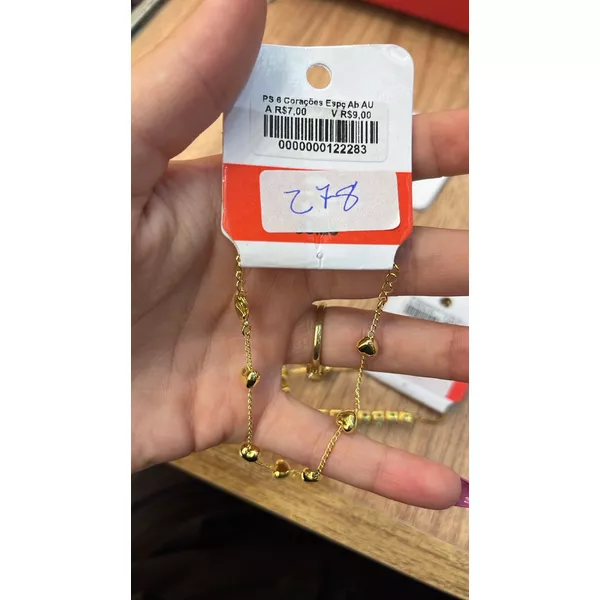 PS 6 Corações Espç Ab AU
A R$7,00 V R$9,00
0000000122283
278